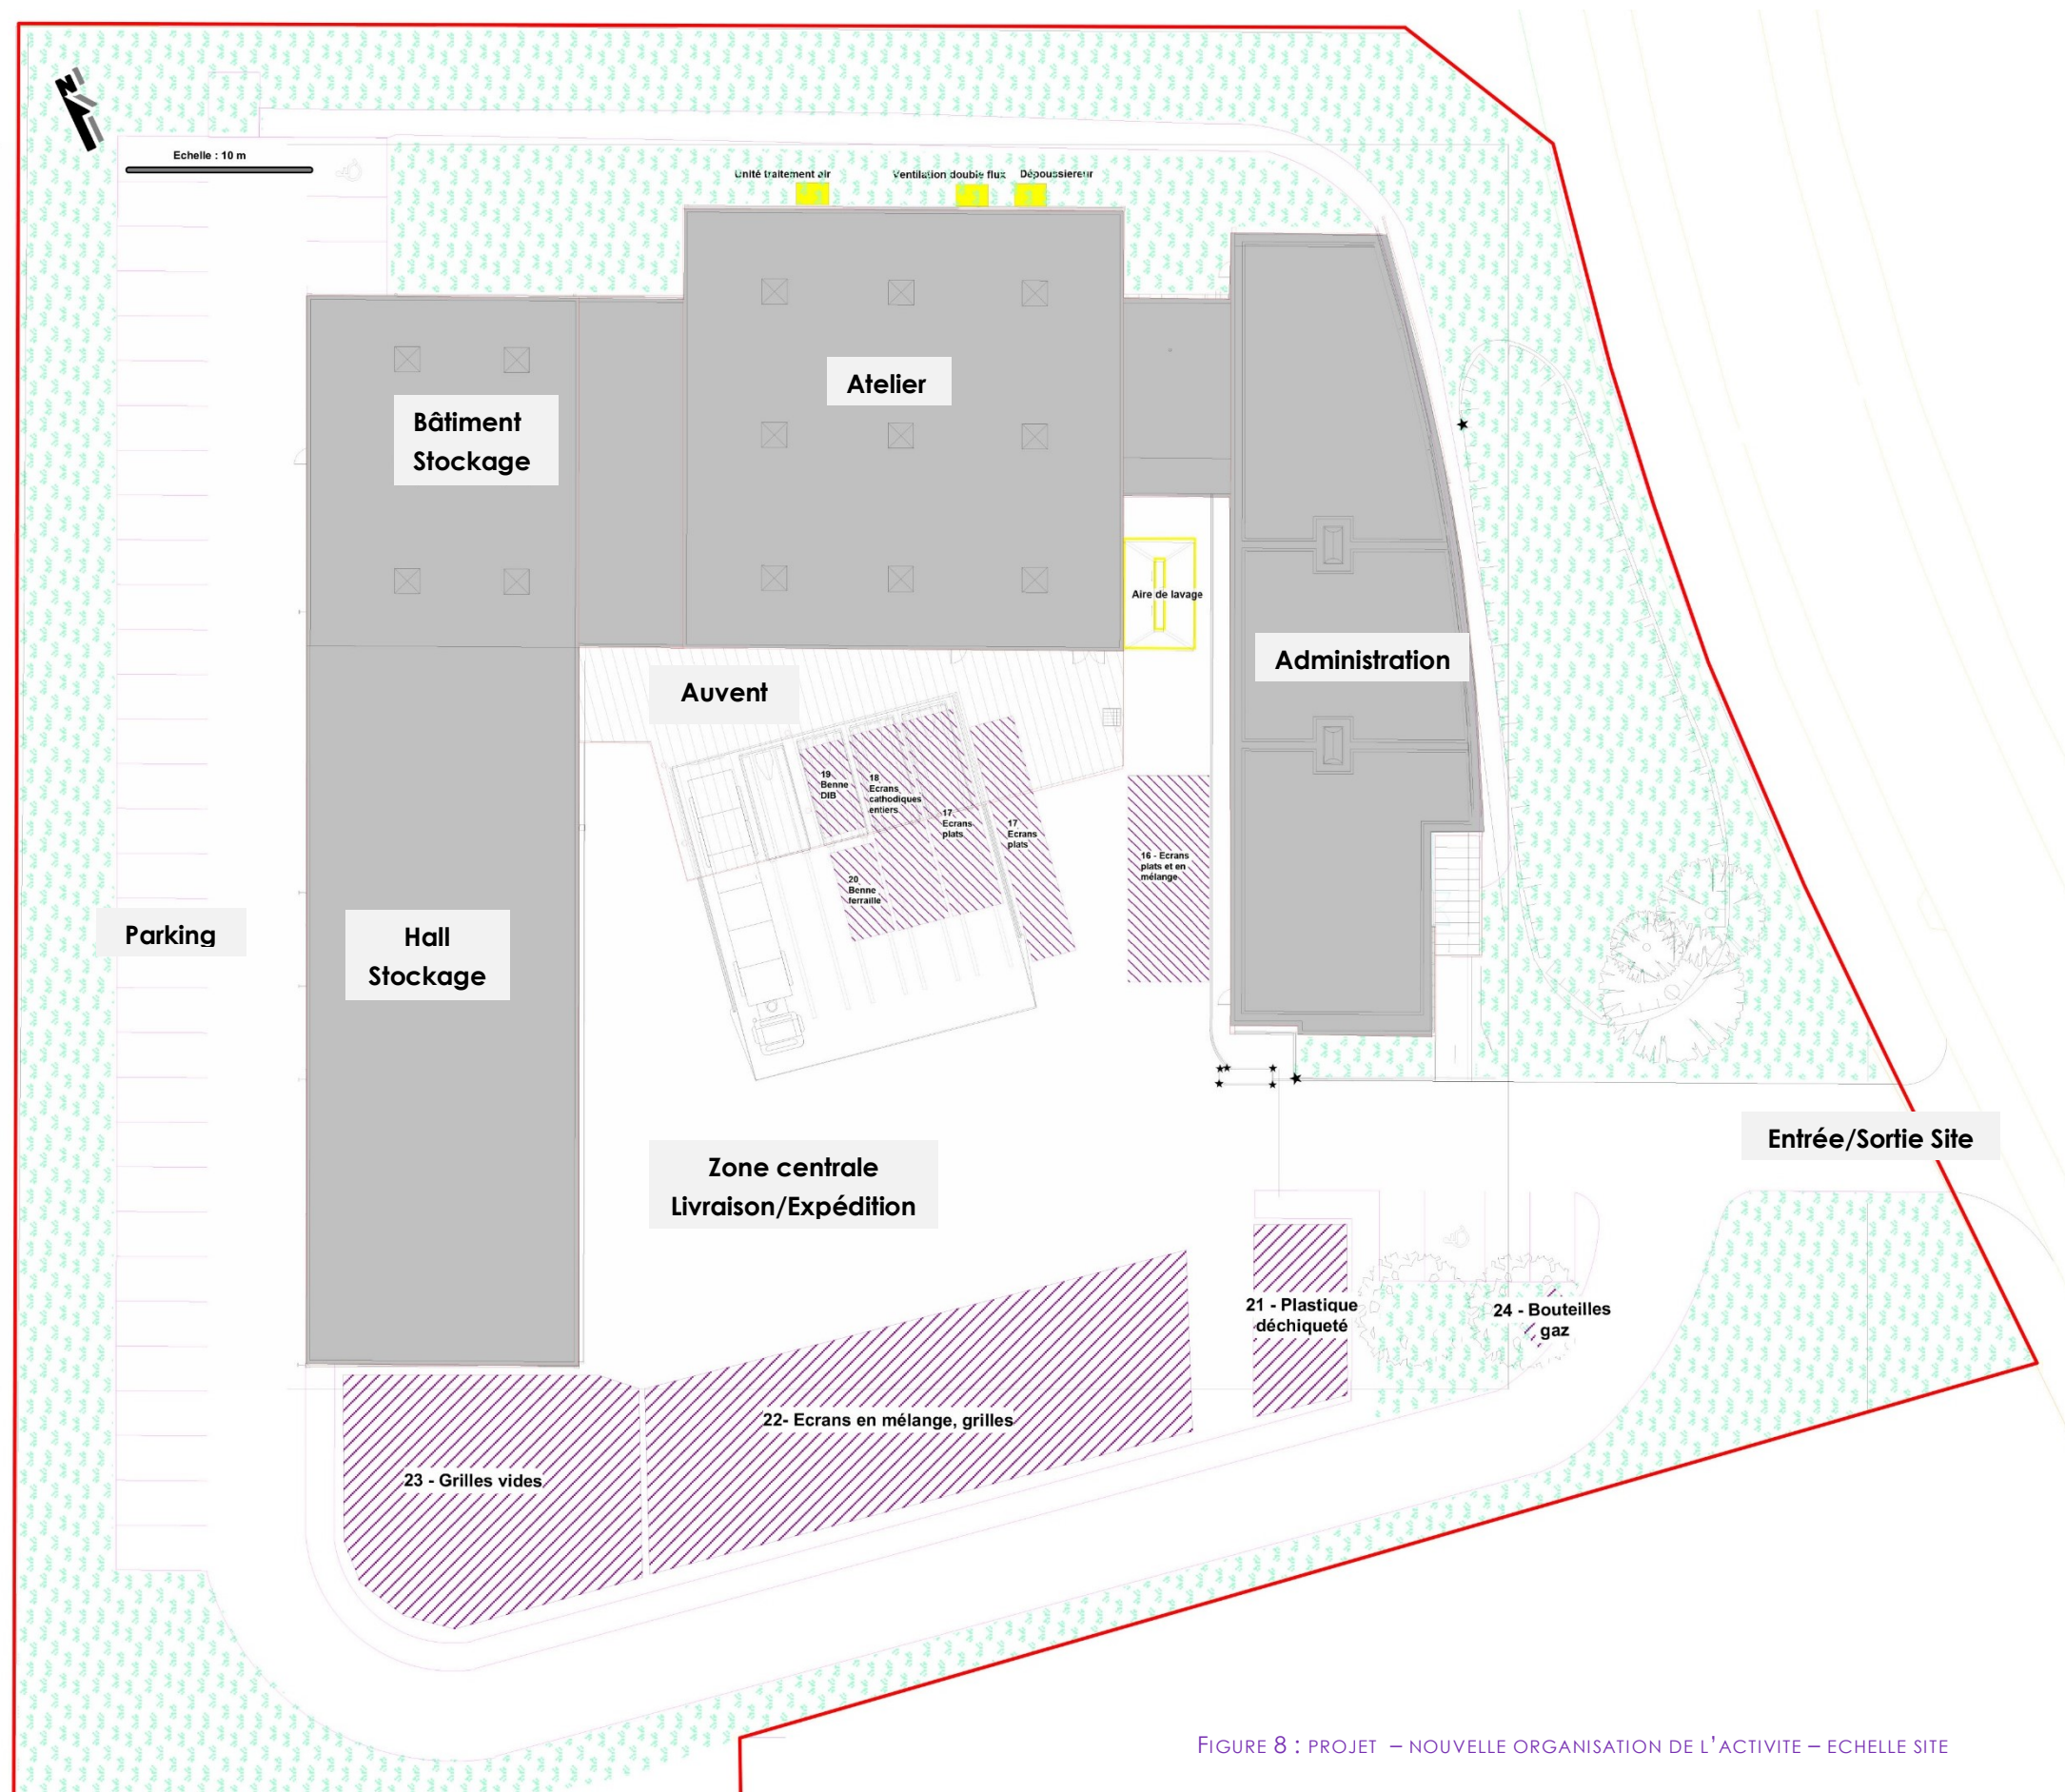 N
Echelle : 10 m
Unité traitement air
Ventilation double flux
Dépoussiereur
Atelier
Bâtiment
Stockage
Aire de lavage
Administration
Auvent
19
Benne
DIB
18
Ecrans
cathodiques
entiers
17
Ecrans
plats
17
Ecrans
plats
16 - Ecrans
plats et en
mélange
20
Benne
ferraille
Parking
Hall
Stockage
Entrée/Sortie Site
Zone centrale
Livraison/Expédition
21 - Plastique
déchiqueté
24 - Bouteilles
gaz
22- Ecrans en mélange, grilles
23 - Grilles vides
FIGURE 8 : PROJET – NOUVELLE ORGANISATION DE L'ACTIVITE – ECHELLE SITE